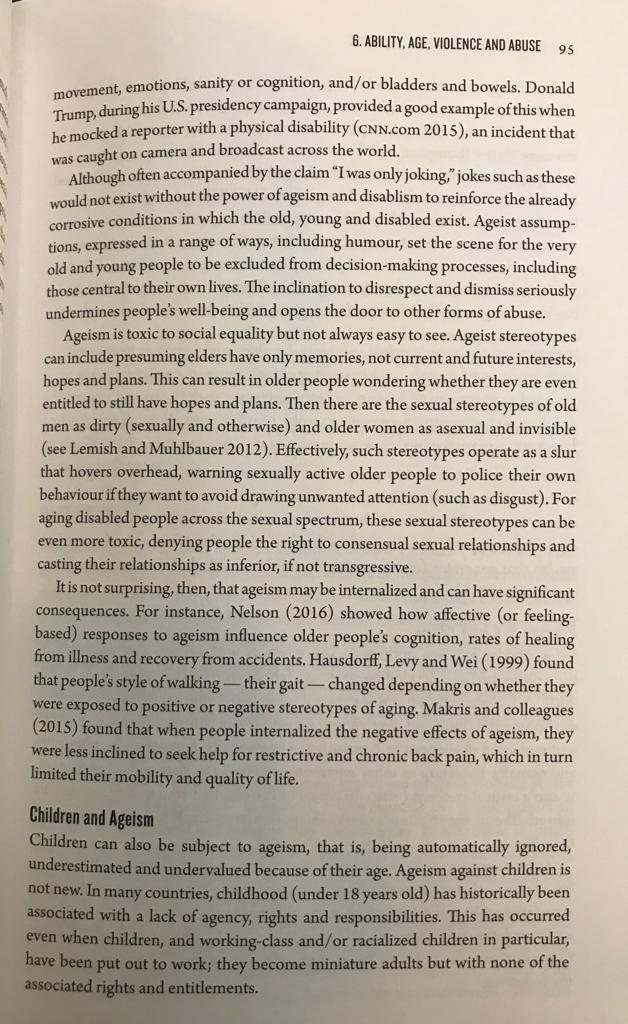 6. ABILITY, AGE, VIOLENCE AND ABUSE 95
movement, emotions, sanity or cognition, and/or bladders and bowels. Donald
Trump, during his U.S. presidency campaign, provided a good example of this when
he mocked a reporter with a physical disability (CNN.com 2015), an incident that
was caught on camera and broadcast across the world.
Although often accompanied by the claim “I was only joking,” jokes such as these
would not exist without the power of ageism and disablism to reinforce the already
corrosive conditions in which the old, young and disabled exist. Ageist assump-
tions, expressed in a range of ways, including humour, set the scene for the very
old and young people to be excluded from decision-making processes, including
those central to their own lives. The inclination to disrespect and dismiss seriously
undermines people’s well-being and opens the door to other forms of abuse.
Ageism is toxic to social equality but not always easy to see. Ageist stereotypes
can include presuming elders have only memories, not current and future interests,
hopes and plans. This can result in older people wondering whether they are even
entitled to still have hopes and plans. Then there are the sexual stereotypes of old
men as dirty (sexually and otherwise) and older women as asexual and invisible
(see Lemish and Muhlbauer 2012). Effectively, such stereotypes operate as a slur
that hovers overhead, warning sexually active older people to police their own
behaviour if they want to avoid drawing unwanted attention (such as disgust). For
aging disabled people across the sexual spectrum, these sexual stereotypes can be
even more toxic, denying people the right to consensual sexual relationships and
casting their relationships as inferior, if not transgressive.
It is not surprising, then, that ageism may be internalized and can have significant
consequences. For instance, Nelson (2016) showed how affective (or feeling-
based) responses to ageism influence older people’s cognition, rates of healing
from illness and recovery from accidents. Hausdorff, Levy and Wei (1999) found
that people’s style of walking — their gait — changed depending on whether they
were exposed to positive or negative stereotypes of aging. Makris and colleagues
(2015) found that when people internalized the negative effects of ageism, they
were less inclined to seek help for restrictive and chronic back pain, which in turn
limited their mobility and quality of life.
Children and Ageism
Children can also be subject to ageism, that is, being automatically ignored,
underestimated and undervalued because of their age. Ageism against children is
not new. In many countries, childhood (under 18 years old) has historically been
associated with a lack of agency, rights and responsibilities. This has occurred
even when children, and working-class and/or racialized children in particular,
have been put out to work; they become miniature adults but with none of the
associated rights and entitlements.